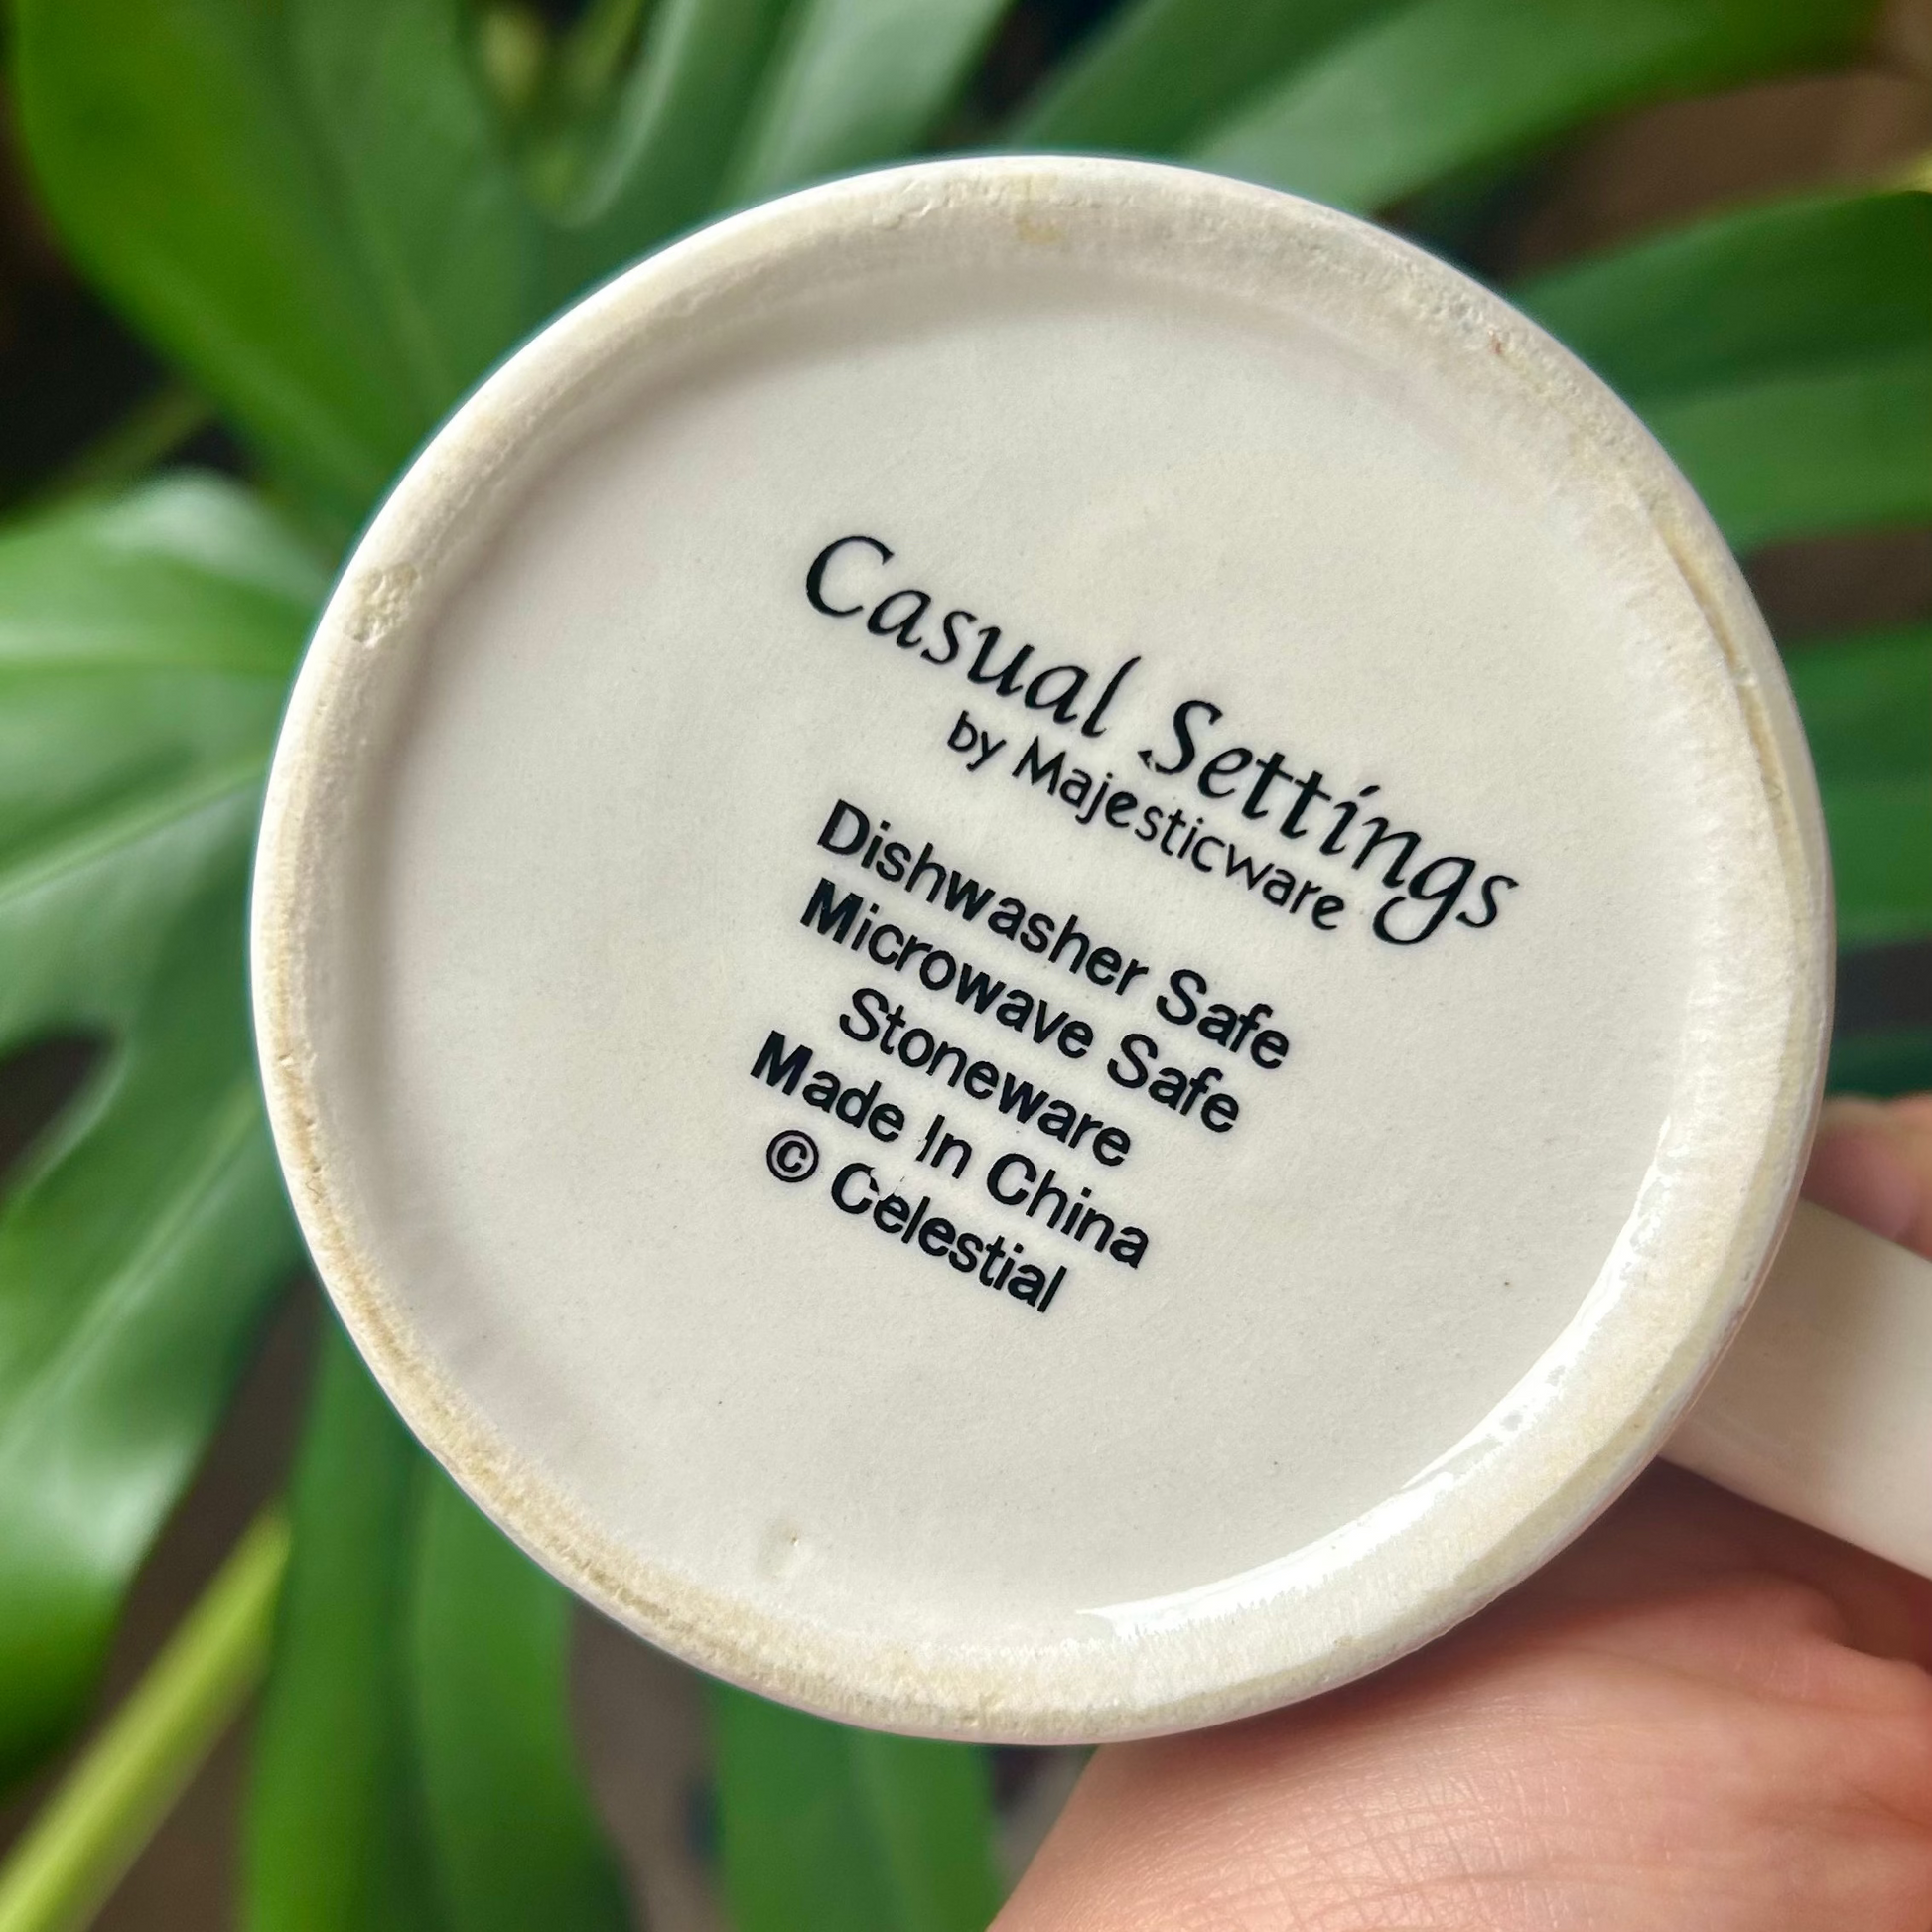 Casual Settings
by Majesticware
Dishwasher Safe
Microwave Safe
Stoneware
Made In China
© Celestial